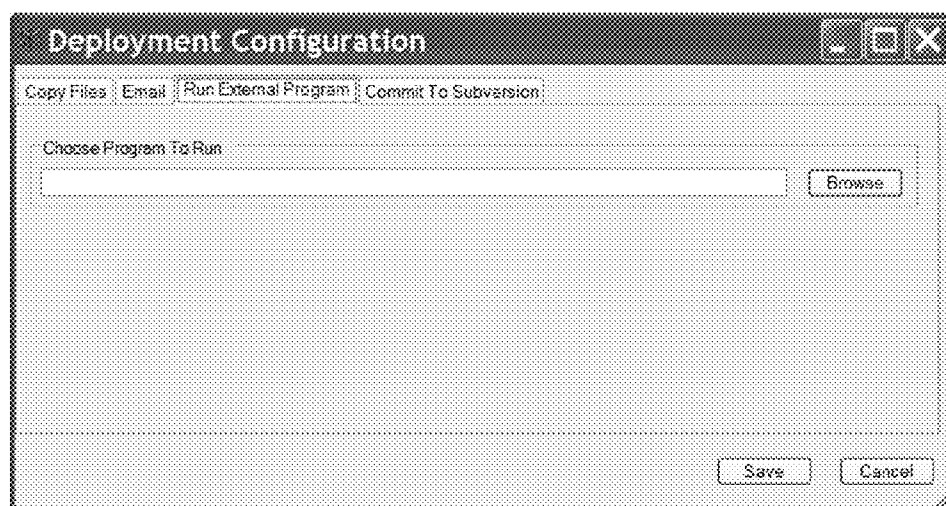 Deployment Configuration
Copy Files Email Run External Program Commit To Subversion
Choose Program To Run
Browse
Save Cancel